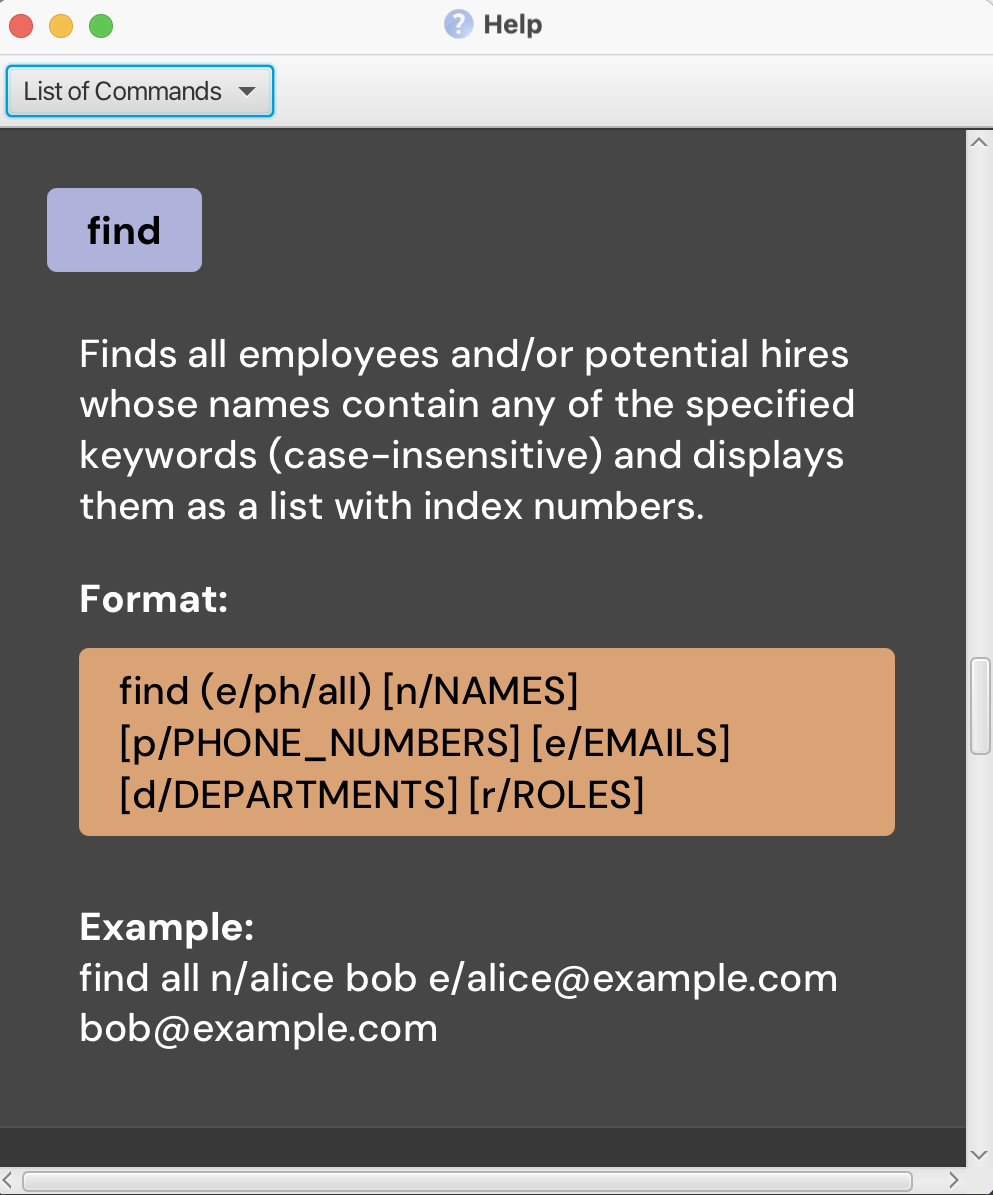 Help
List of Commands
find
Finds all employees and/or potential hires
whose names contain any of the specified
keywords (case-insensitive) and displays
them as a list with index numbers.
Format:
find (e/ph/all) [n/NAMES]
[p/PHONE_NUMBERS] [e/EMAILS]
[d/DEPARTMENTS] [r/ROLES]
Example:
find all n/alice bob e/alice@example.com
bob@example.com